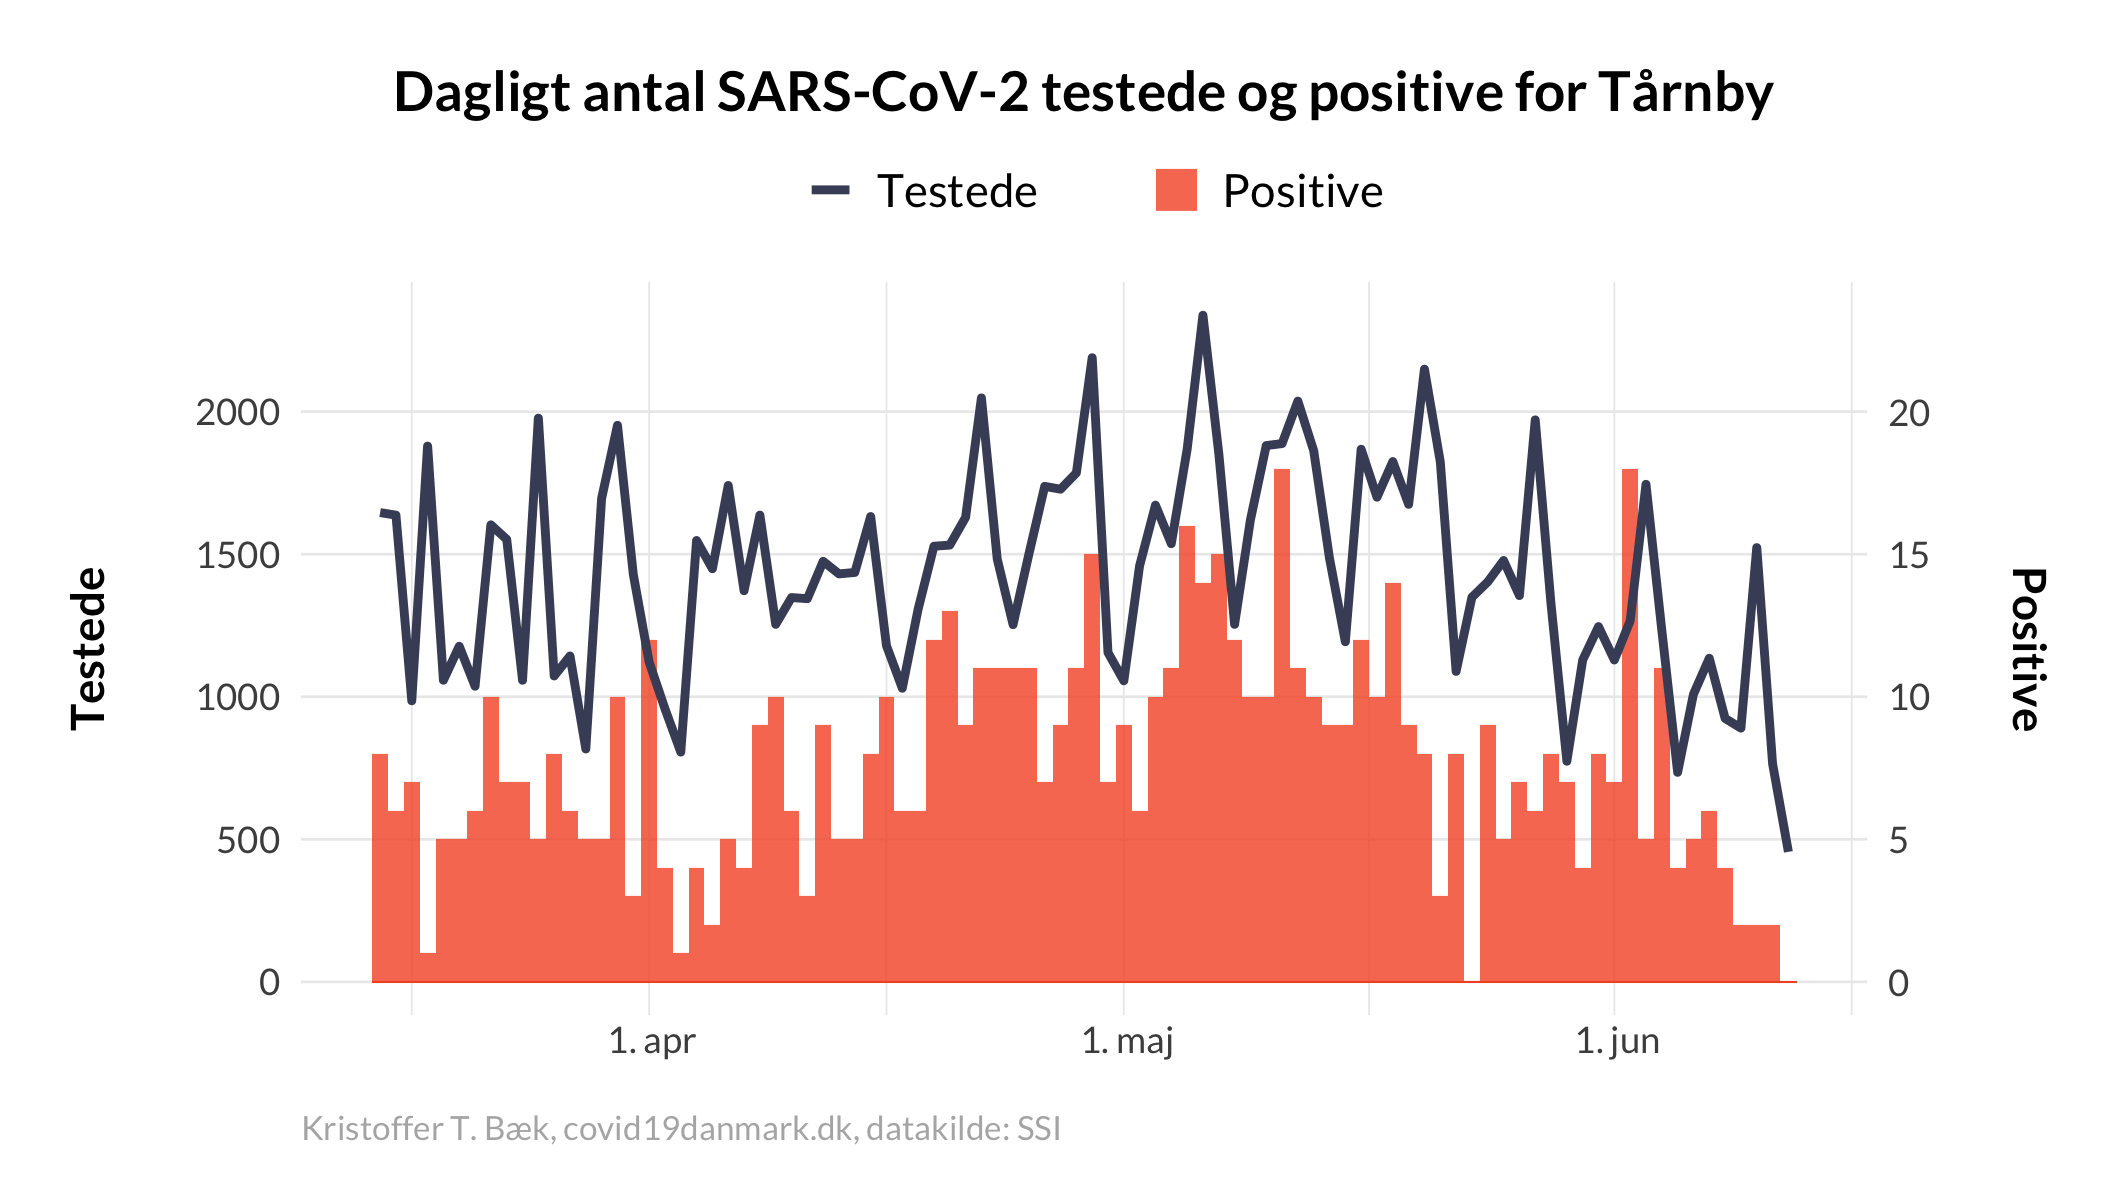 Dagligt antal SARS-CoV-2 testede og positive for Tårnby
Testede
Positive
2000
1500
1000
500
0
Testede
20
15
10
5
0
Positive
1. apr
1. maj
1. jun
Kristoffer T. Bæk, covid19danmark.dk, datakilde: SSI